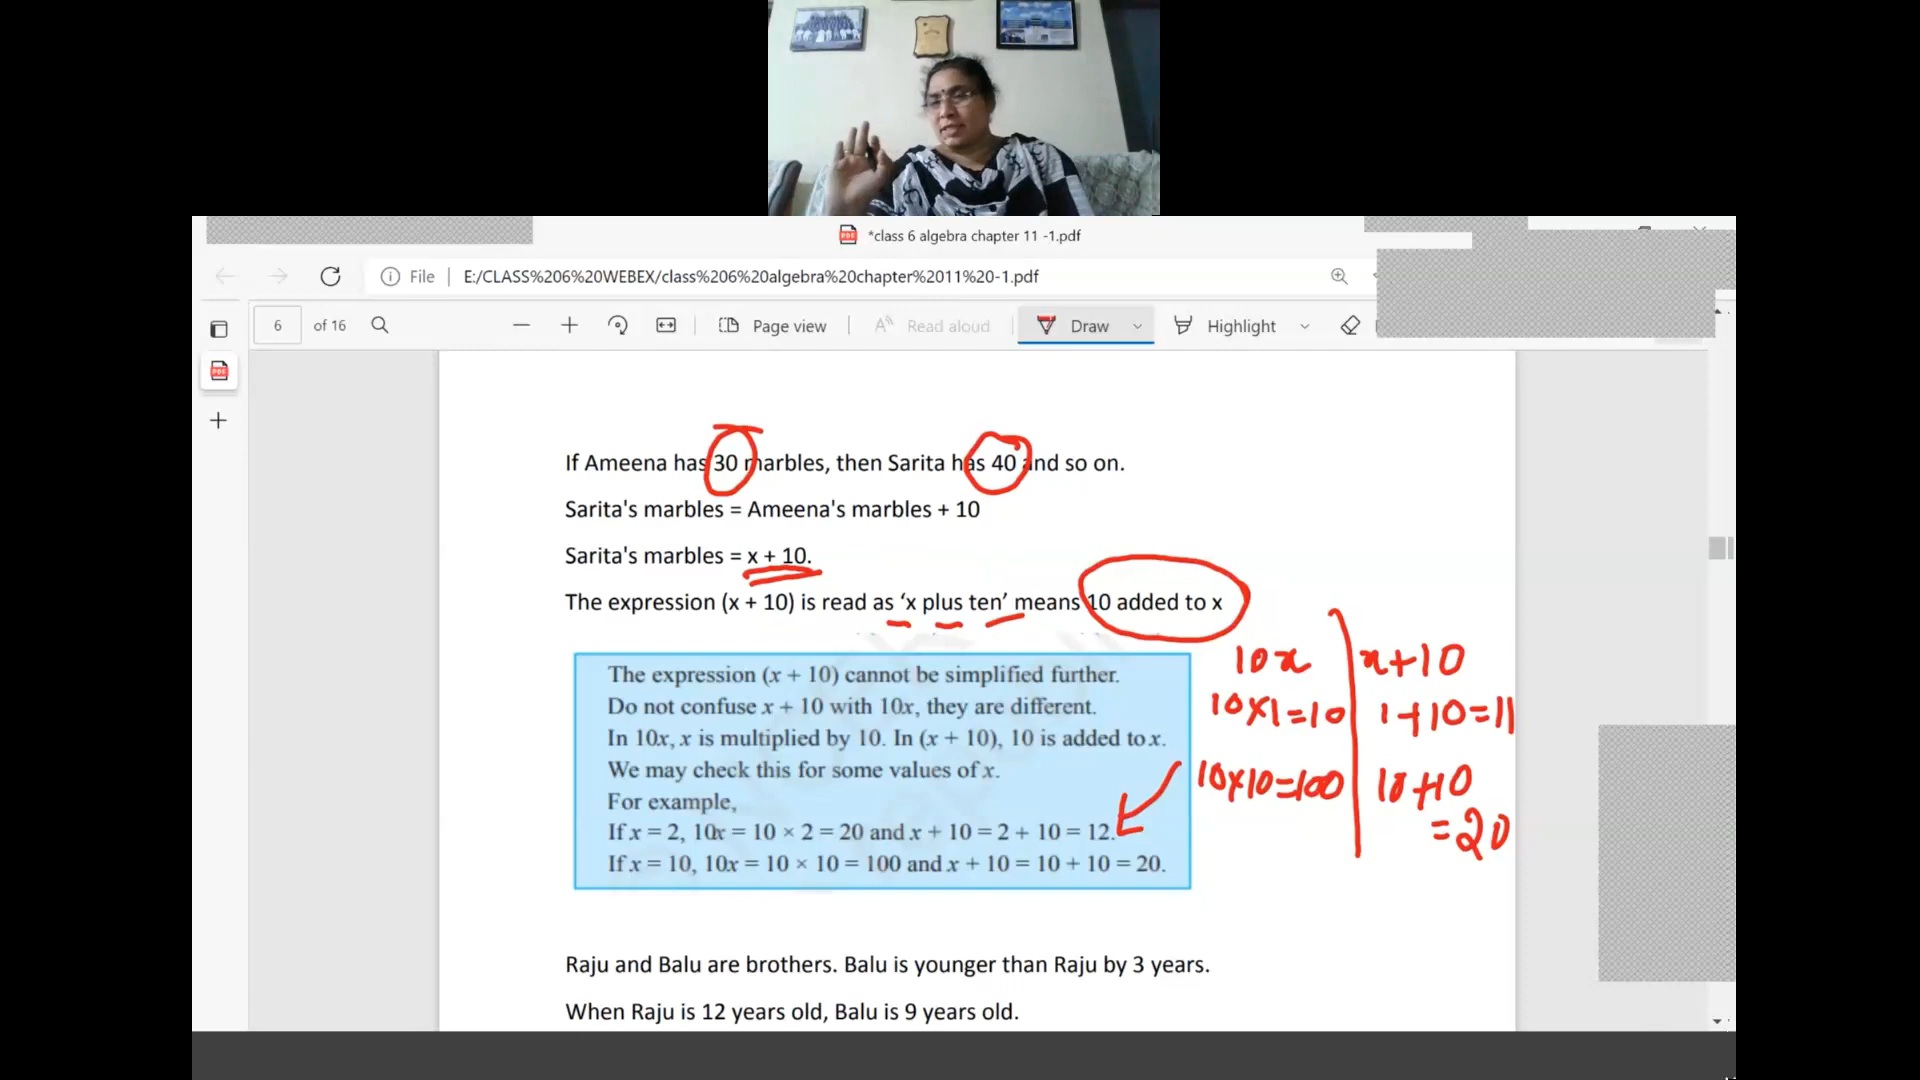 *class 6 algebra chapter 11 -1.pdf
File | E:/CLASS%206%20WEBEX/class%206%20algebra%20chapter%2011%20-1.pdf
6 of 16 Page view Read aloud Draw Highlight
If Ameena has 30 marbles, then Sarita has 40 and so on.
Sarita's marbles = Ameena's marbles + 10
Sarita's marbles = x + 10.
The expression (x + 10) is read as ‘x plus ten’ means 10 added to x
The expression (x + 10) cannot be simplified further.
Do not confuse x + 10 with 10x, they are different.
In 10x, x is multiplied by 10. In (x + 10), 10 is added to x.
We may check this for some values of x.
For example,
If x = 2, 10x = 10 × 2 = 20 and x + 10 = 2 + 10 = 12.
If x = 10, 10x = 10 × 10 = 100 and x + 10 = 10 + 10 = 20.
10x | x+10
10x1=10 | 1+10=11
10x10=100 | 10+10
=20
Raju and Balu are brothers. Balu is younger than Raju by 3 years.
When Raju is 12 years old, Balu is 9 years old.